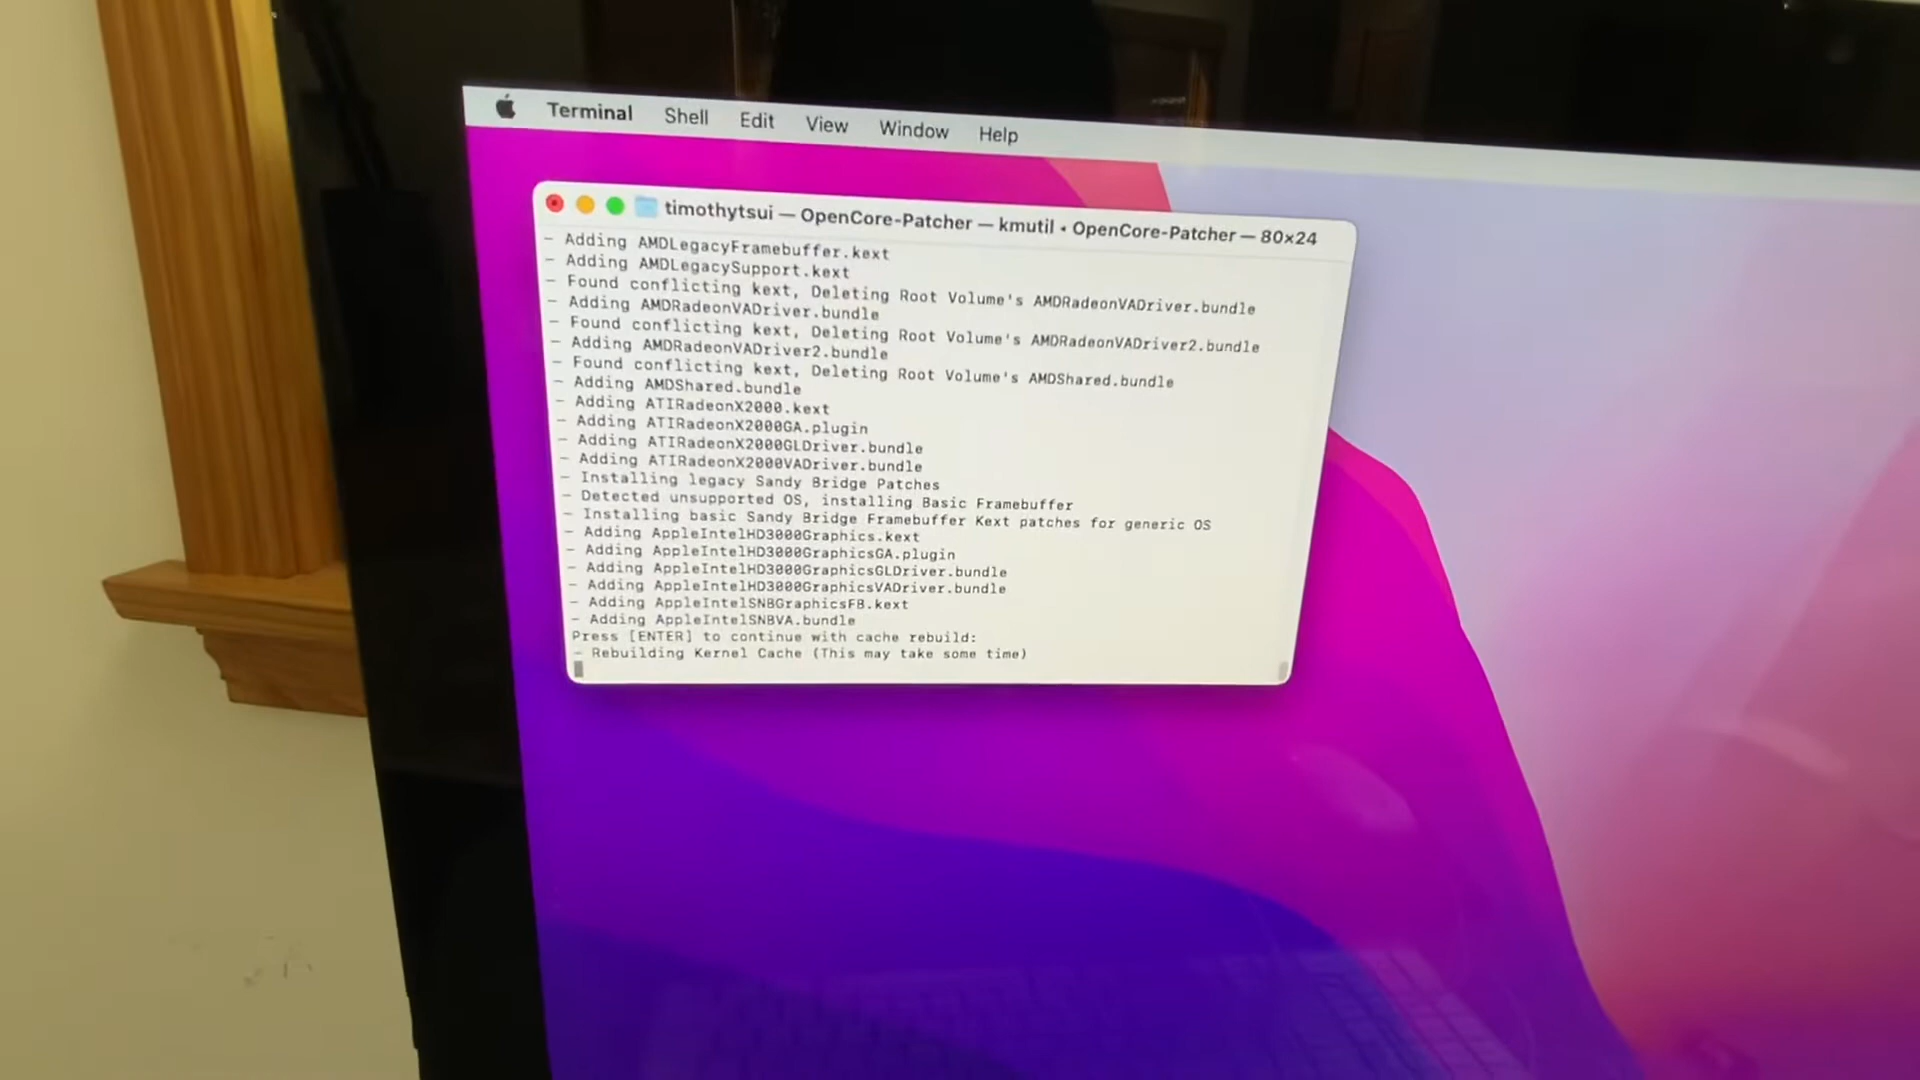 Terminal Shell Edit View Window Help
timothytsui — OpenCore-Patcher — kmutil • OpenCore-Patcher — 80×24
- Adding AMDLegacyFramebuffer.kext
- Adding AMDLegacySupport.kext
- Found conflicting kext, Deleting Root Volume's AMDRadeonVADriver.bundle
- Adding AMDRadeonVADriver.bundle
- Found conflicting kext, Deleting Root Volume's AMDRadeonVADriver2.bundle
- Adding AMDRadeonVADriver2.bundle
- Found conflicting kext, Deleting Root Volume's AMDShared.bundle
- Adding AMDShared.bundle
- Adding ATIRadeonX2000.kext
- Adding ATIRadeonX2000GA.plugin
- Adding ATIRadeonX2000GLDriver.bundle
- Adding ATIRadeonX2000VADriver.bundle
- Installing legacy Sandy Bridge Patches
- Detected unsupported OS, installing Basic Framebuffer
- Installing basic Sandy Bridge Framebuffer Kext patches for generic OS
- Adding AppleIntelHD3000Graphics.kext
- Adding AppleIntelHD3000GraphicsGA.plugin
- Adding AppleIntelHD3000GraphicsGLDriver.bundle
- Adding AppleIntelHD3000GraphicsVADriver.bundle
- Adding AppleIntelSNBGraphicsFB.kext
- Adding AppleIntelSNBVA.bundle
Press [ENTER] to continue with cache rebuild:
- Rebuilding Kernel Cache (This may take some time)